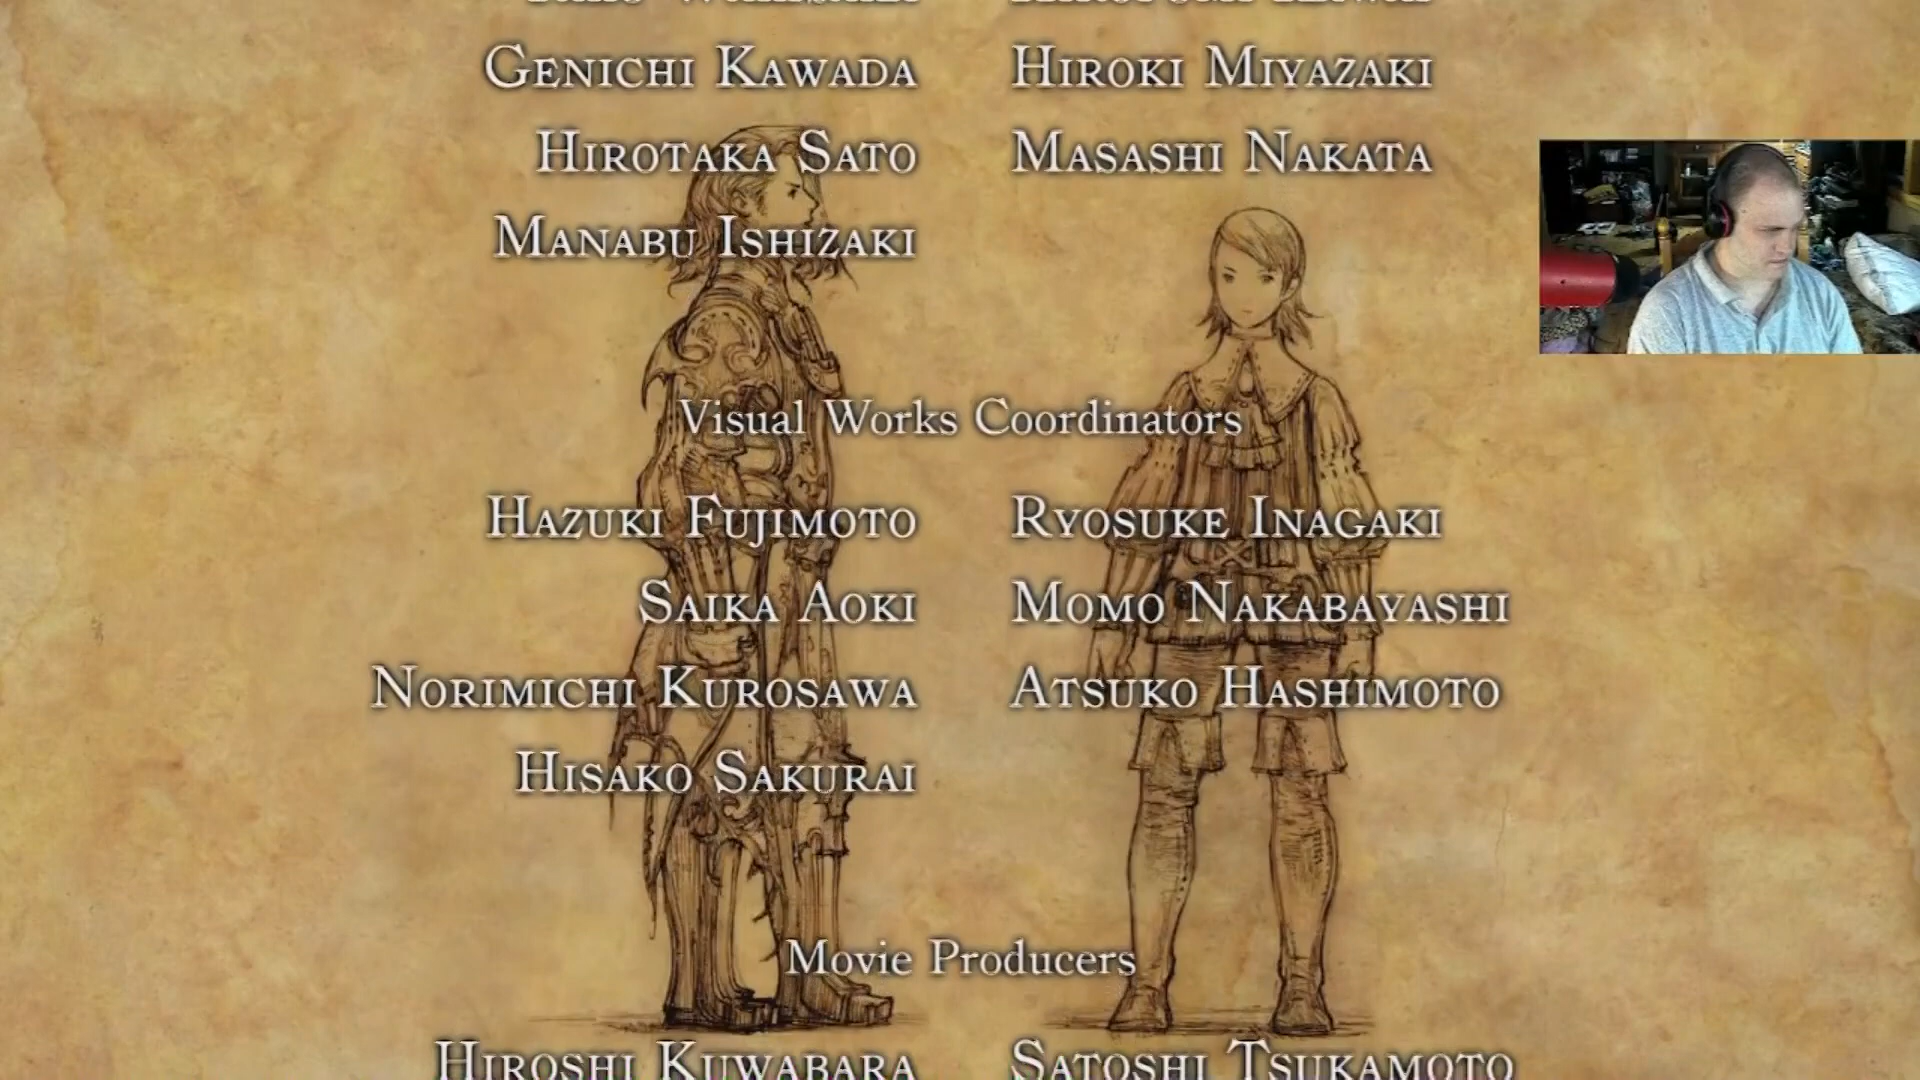 Genichi Kawada Hiroki Miyazaki
Hirotaka Sato Masashi Nakata
Manabu Ishizaki
Visual Works Coordinators
Hazuki Fujimoto Ryosuke Inagaki
Saika Aoki Momo Nakabayashi
Norimichi Kurosawa Atsuko Hashimoto
Hisako Sakurai
Movie Producers
Hiroshi Kuwabara Satoshi Tsukamoto